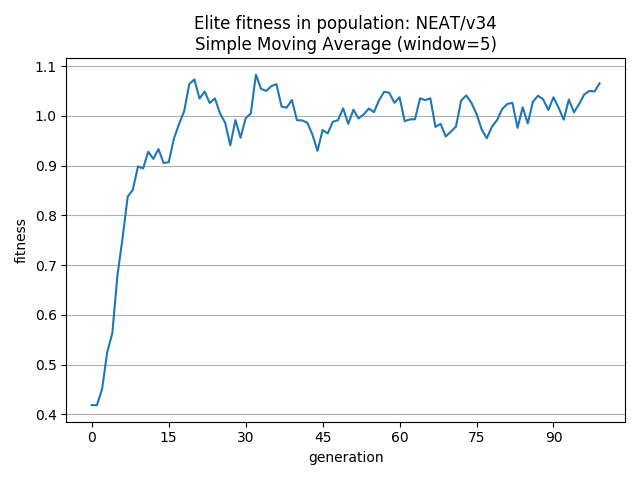 Elite fitness in population: NEAT/v34
Simple Moving Average (window=5)
1.1
1.0
0.9
0.8
0.7
0.6
0.5
0.4
fitness
0 15 30 45 60 75 90
generation